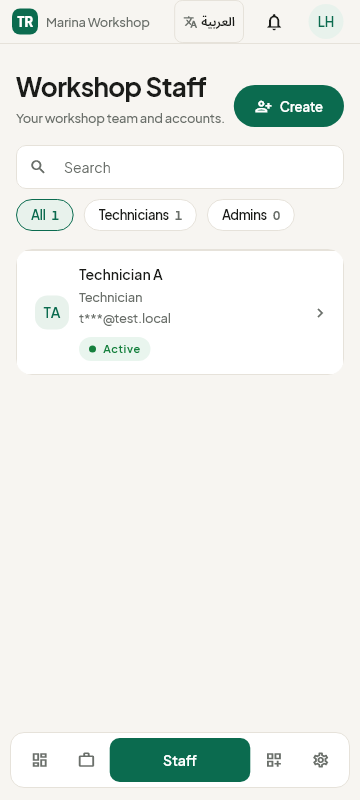 TR Marina Workshop العربية LH
Workshop Staff
Your workshop team and accounts.
Create
Search
All 1 Technicians 1 Admins 0
Technician A
TA
Technician
t***@test.local
Active
Staff